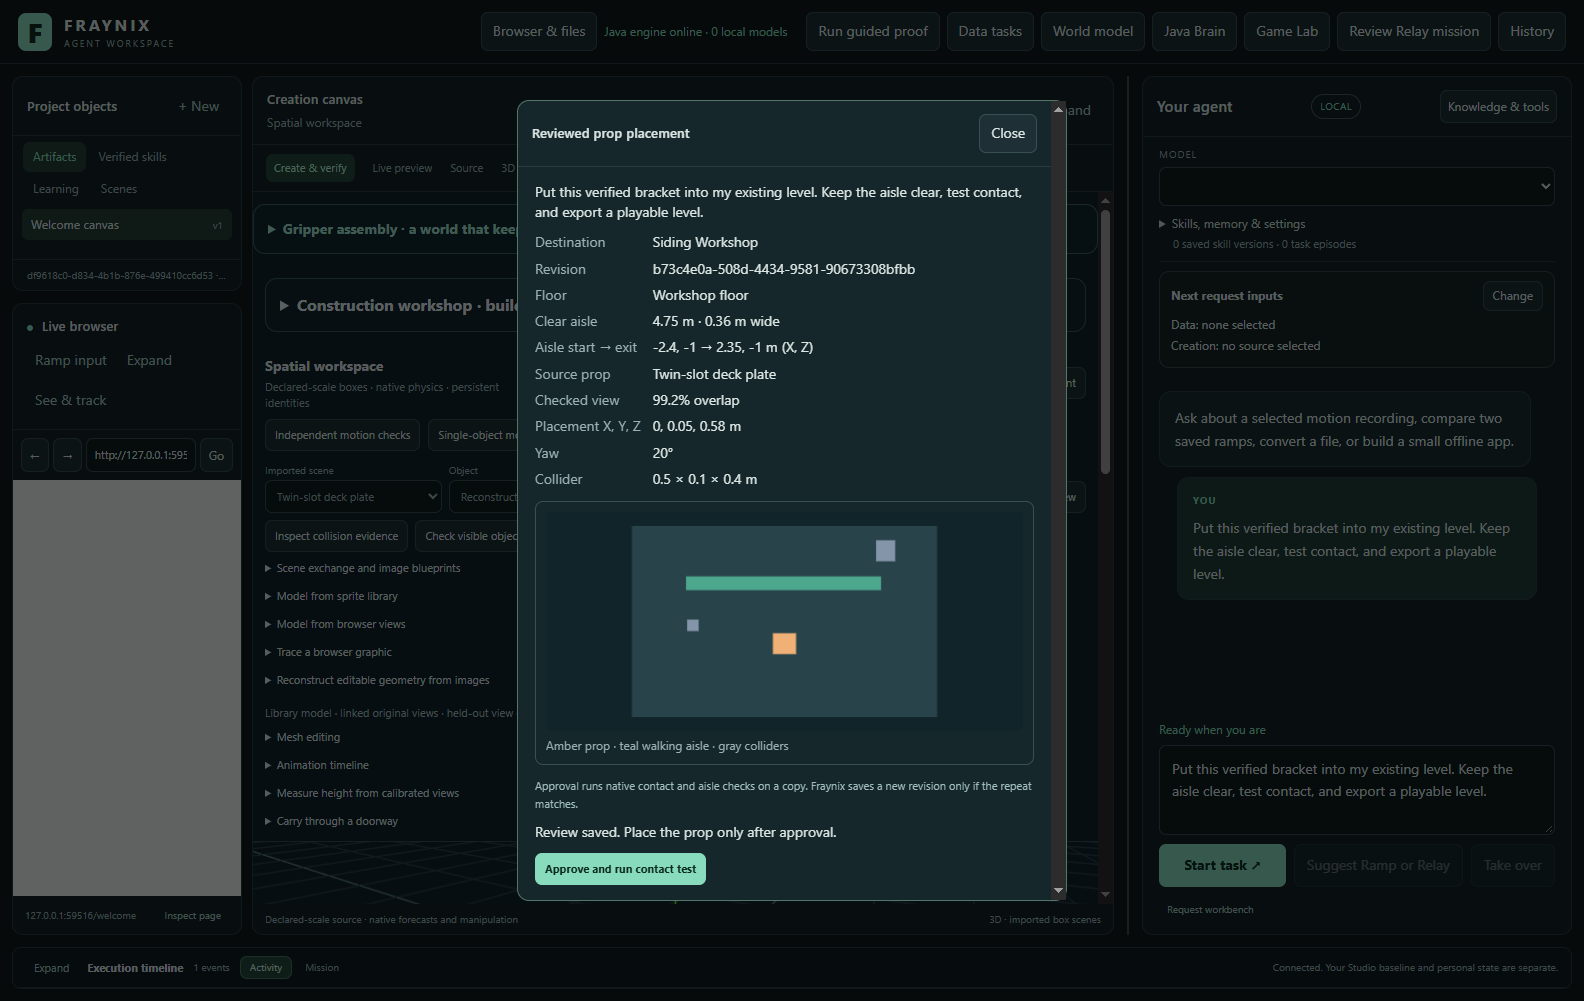 F
FRAYNIX
AGENT WORKSPACE
Browser & files
Java engine online · 0 local models
Run guided proof
Data tasks
World model
Java Brain
Game Lab
Review Relay mission
History
Project objects
+ New
Artifacts
Verified skills
Learning
Scenes
Welcome canvas
v1
df9618c0-d834-4b1b-876e-499410cc6d53 ·...
Live browser
Ramp input
Expand
See & track
←
→
http://127.0.0.1:595
Go
127.0.0.1:59516/welcome
Inspect page
Creation canvas
Spatial workspace
Create & verify
Live preview
Source
3D
Gripper assembly · a world that kee
Construction workshop · build
Spatial workspace
Declared-scale boxes · native physics · persistent
identities
Independent motion checks
Single-object m
Imported scene
Object
Twin-slot deck plate
Reconstruct
Inspect collision evidence
Check visible objec
Scene exchange and image blueprints
Model from sprite library
Model from browser views
Trace a browser graphic
Reconstruct editable geometry from images
Library model · linked original views · held-out view
Mesh editing
Animation timeline
Measure height from calibrated views
Carry through a doorway
Declared-scale source · native forecasts and manipulation
3D · imported box scenes
Reviewed prop placement
Close
Put this verified bracket into my existing level. Keep the aisle clear, test contact,
and export a playable level.
Destination Siding Workshop
Revision b73c4e0a-508d-4434-9581-90673308bfbb
Floor Workshop floor
Clear aisle 4.75 m · 0.36 m wide
Aisle start → exit -2.4, -1 → 2.35, -1 m (X, Z)
Source prop Twin-slot deck plate
Checked view 99.2% overlap
Placement X, Y, Z 0, 0.05, 0.58 m
Yaw 20°
Collider 0.5 × 0.1 × 0.4 m
Amber prop · teal walking aisle · gray colliders
Approval runs native contact and aisle checks on a copy. Fraynix saves a new revision only if the repeat
matches.
Review saved. Place the prop only after approval.
Approve and run contact test
Your agent
LOCAL
Knowledge & tools
MODEL
Skills, memory & settings
0 saved skill versions · 0 task episodes
Next request inputs
Change
Data: none selected
Creation: no source selected
Ask about a selected motion recording, compare two
saved ramps, convert a file, or build a small offline app.
YOU
Put this verified bracket into my existing level. Keep
the aisle clear, test contact, and export a playable
level.
Ready when you are
Put this verified bracket into my existing level. Keep the
aisle clear, test contact, and export a playable level.
Start task ↗
Suggest Ramp or Relay
Take over
Request workbench
Expand
Execution timeline
1 events
Activity
Mission
Connected. Your Studio baseline and personal state are separate.